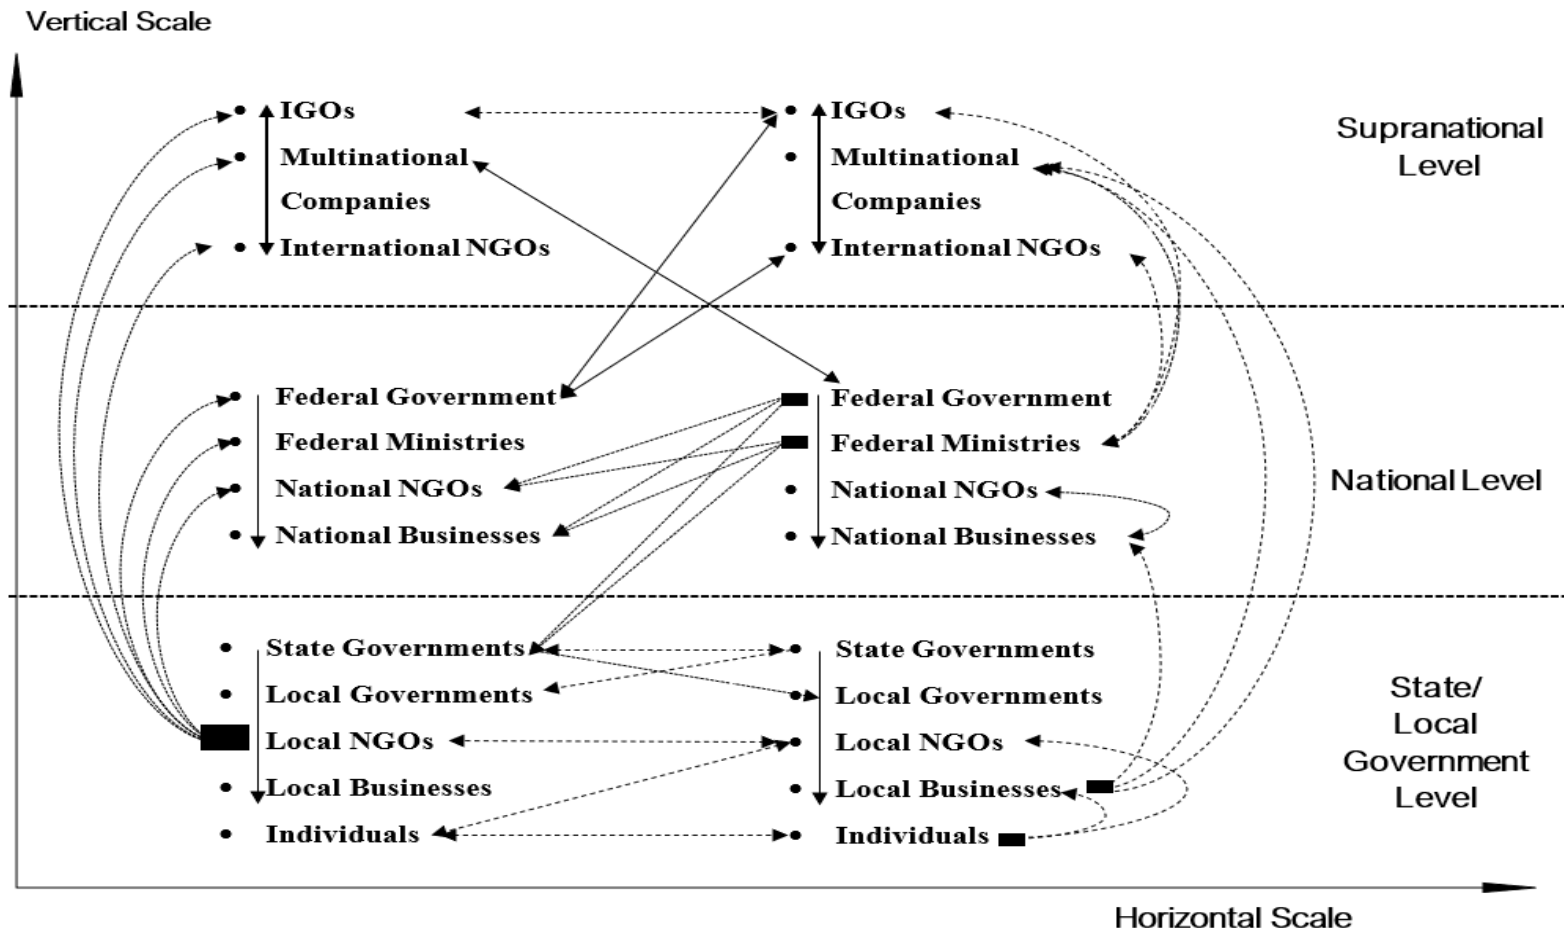 Vertical Scale
IGOs
Multinational
Companies
International NGOs
IGOs
Multinational
Companies
International NGOs
Supranational
Level
Federal Government
Federal Ministries
National NGOs
National Businesses
Federal Government
Federal Ministries
National NGOs
National Businesses
National Level
State Governments
Local Governments
Local NGOs
Local Businesses
Individuals
State Governments
Local Governments
Local NGOs
Local Businesses
Individuals
State/
Local
Government
Level
Horizontal Scale